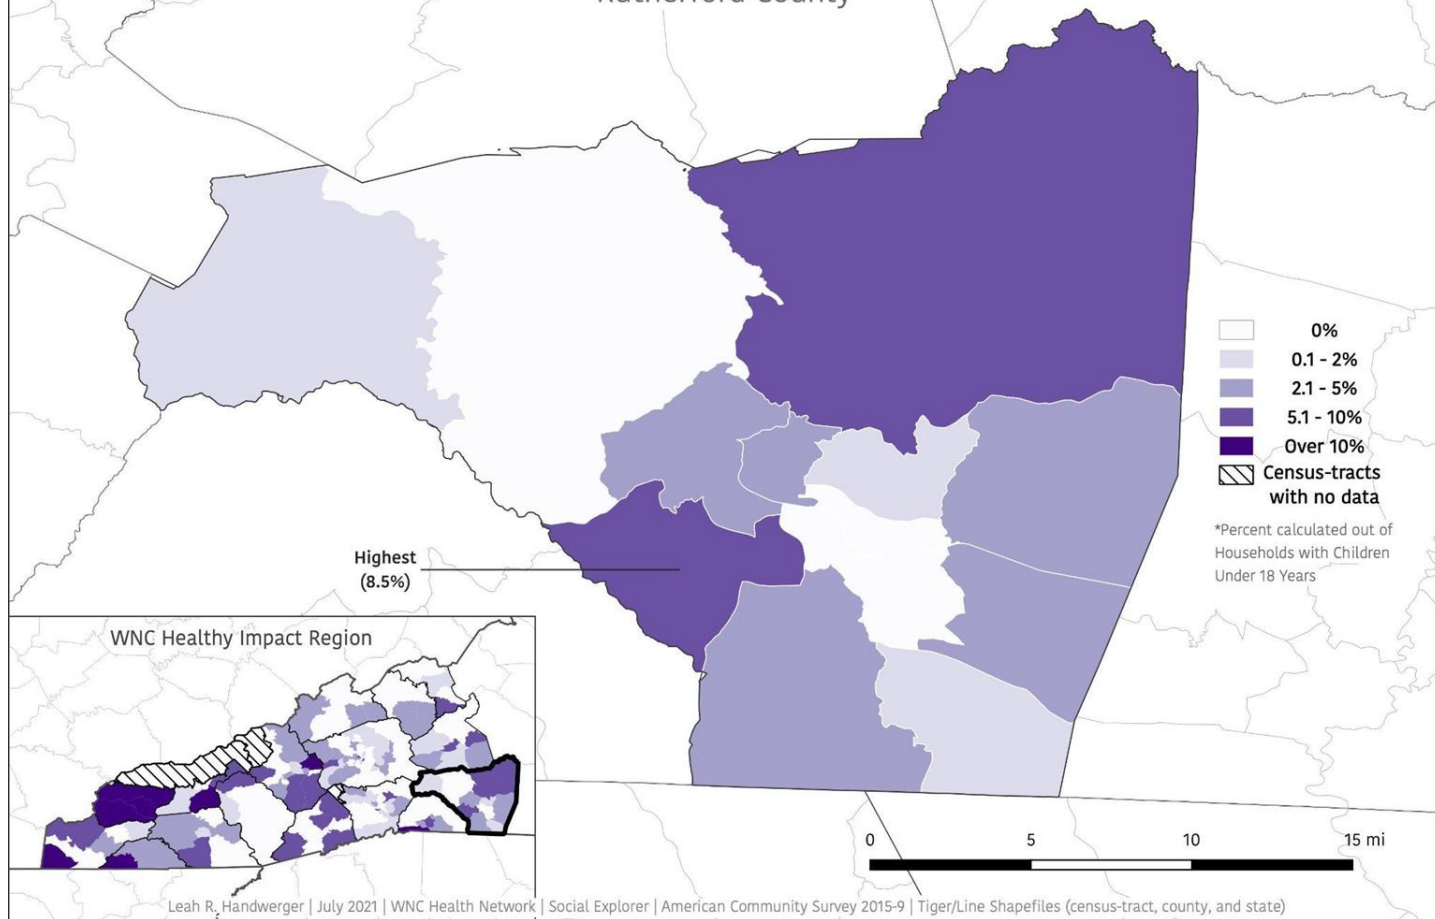 Rutherford County
0%
0.1 - 2%
2.1 - 5%
5.1 - 10%
Over 10%
Census-tracts
with no data
*Percent calculated out of
Households with Children
Under 18 Years
Highest
(8.5%)
WNC Healthy Impact Region
0 5 10 15 mi
Leah R. Handwerger | July 2021 | WNC Health Network | Social Explorer | American Community Survey 2015-9 | Tiger/Line Shapefiles (census-tract, county, and state)